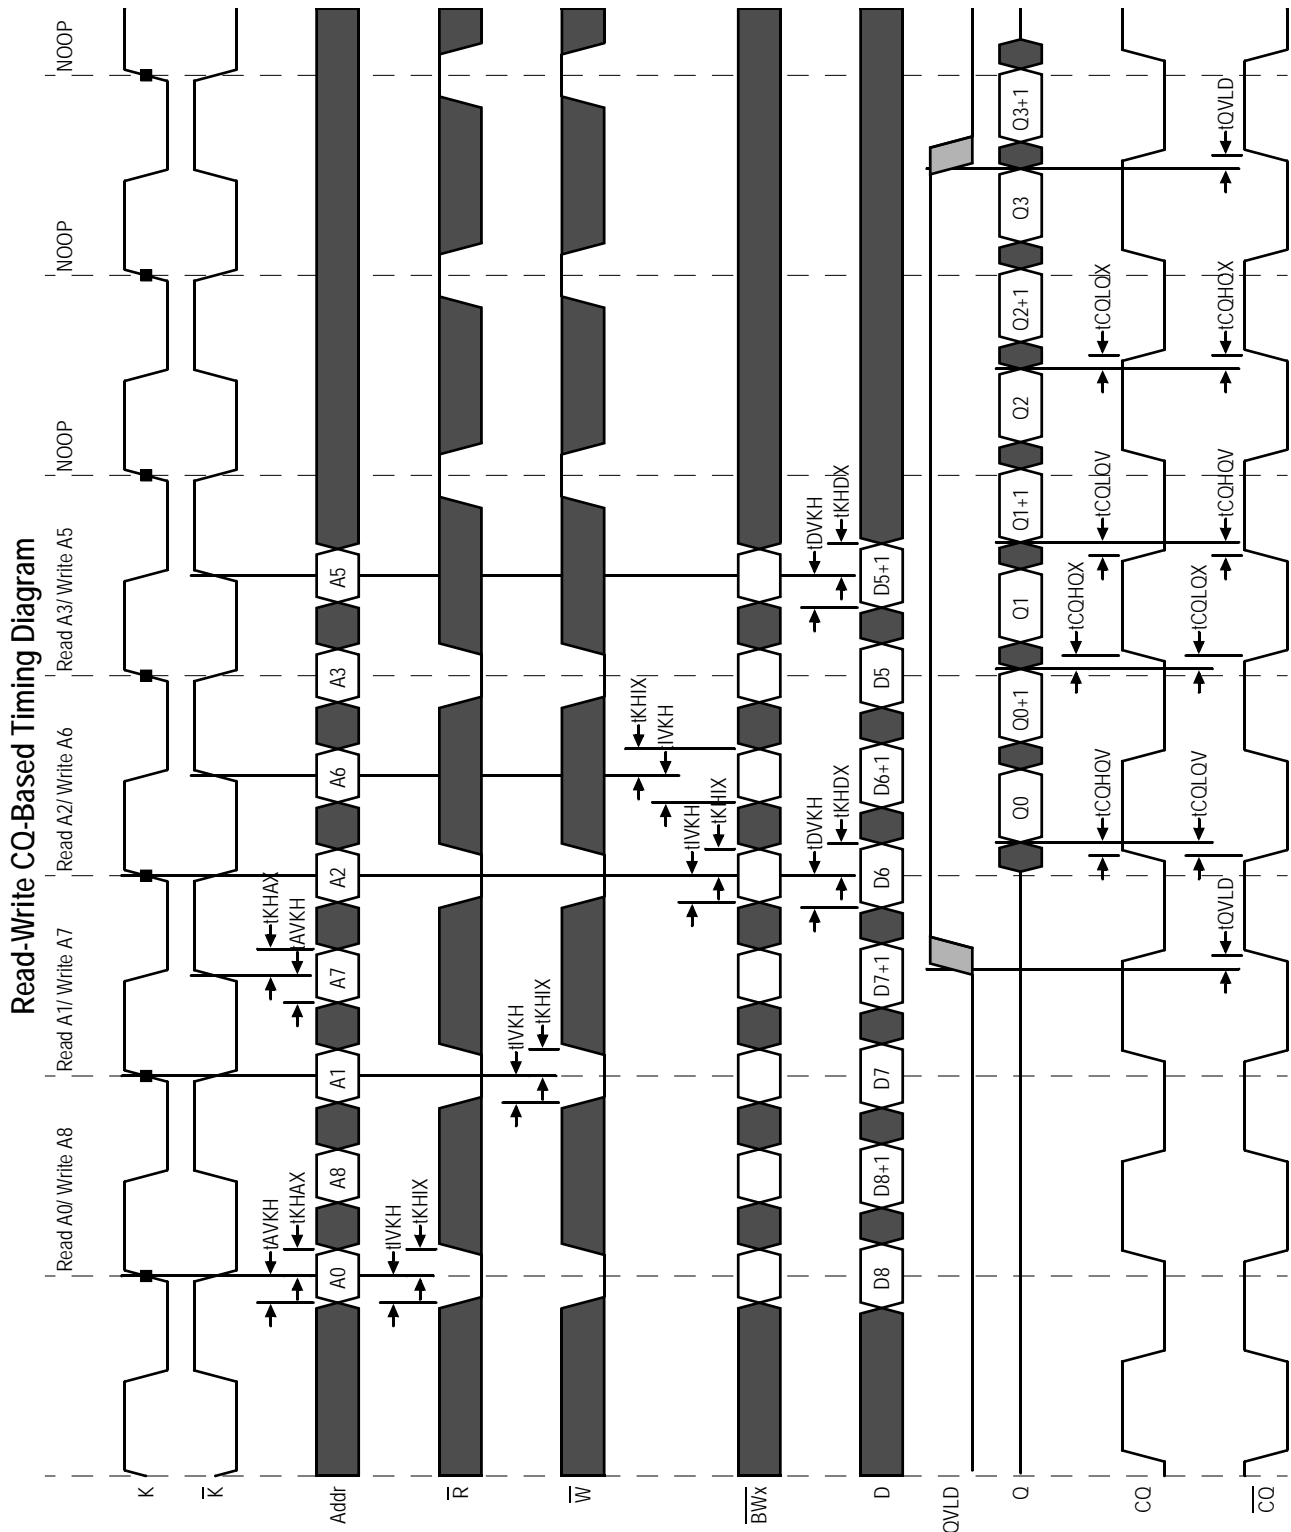 Read-Write CQ-Based Timing Diagram
Read A0/ Write A8 Read A1/ Write A7 Read A2/ Write A6 Read A3/ Write A5 NOOP NOOP NOOP
K
K̅
tAVKH tKHAX
tKHAX tAVKH
Addr A0 A8 A1 A7 A2 A6 A3 A5
tIVKH
tKHIX
R̅
tIVKH
tKHIX
W̅
tKHIX
tIVKH
tIVKH
tKHIX
B̅W̅x̅
tDVKH tDVKH
tKHDX tKHDX
D D8 D8+1 D7 D7+1 D6 D6+1 D5 D5+1
QVLD
Q Q0 Q0+1 Q1 Q1+1 Q2 Q2+1 Q3 Q3+1
tCQHQX
tCQHQV tCQLQV tCQLQX
CQ
tCQLQV tCQLQX
tQVLD tCQHQV tCQHQX tQVLD
C̅Q̅